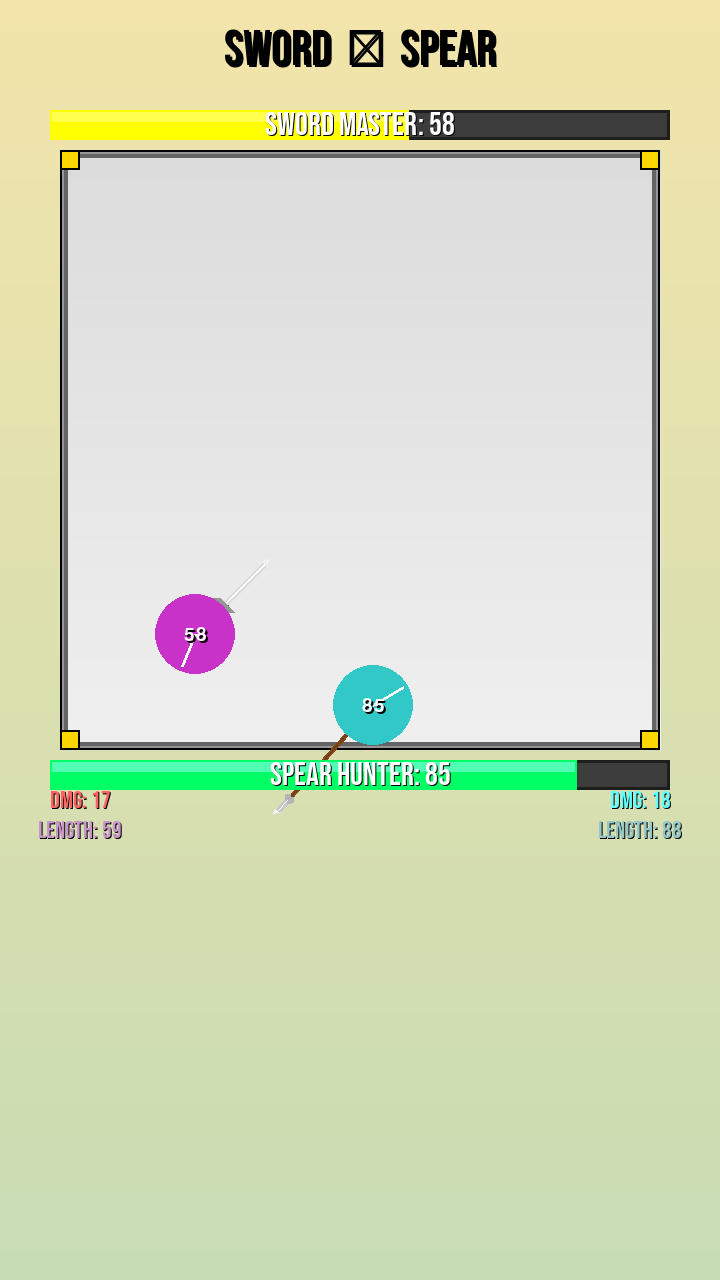 SWORD SPEAR
SWORD MASTER: 58
58
85
SPEAR HUNTER: 85
DMG: 17
DMG: 18
LENGTH: 59
LENGTH: 88